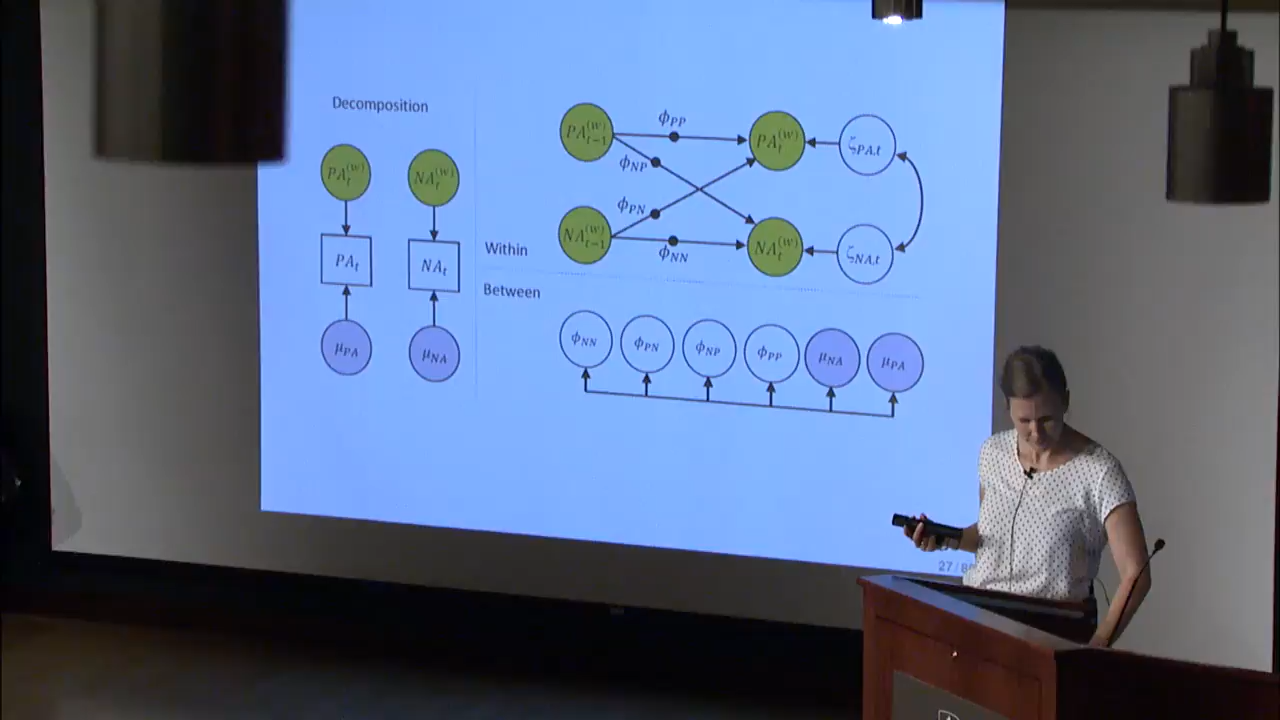 Decomposition
PA_t^(w)
NA_t^(w)
PA_t
NA_t
μ_PA
μ_NA
PA_{t-1}^(w)
ϕ_PP
PA_t^(w)
ζ_PA,t
ϕ_NP
ϕ_PN
NA_{t-1}^(w)
ϕ_NN
NA_t^(w)
ζ_NA,t
Within
Between
ϕ_NN
ϕ_PN
ϕ_NP
ϕ_PP
μ_NA
μ_PA
27 /